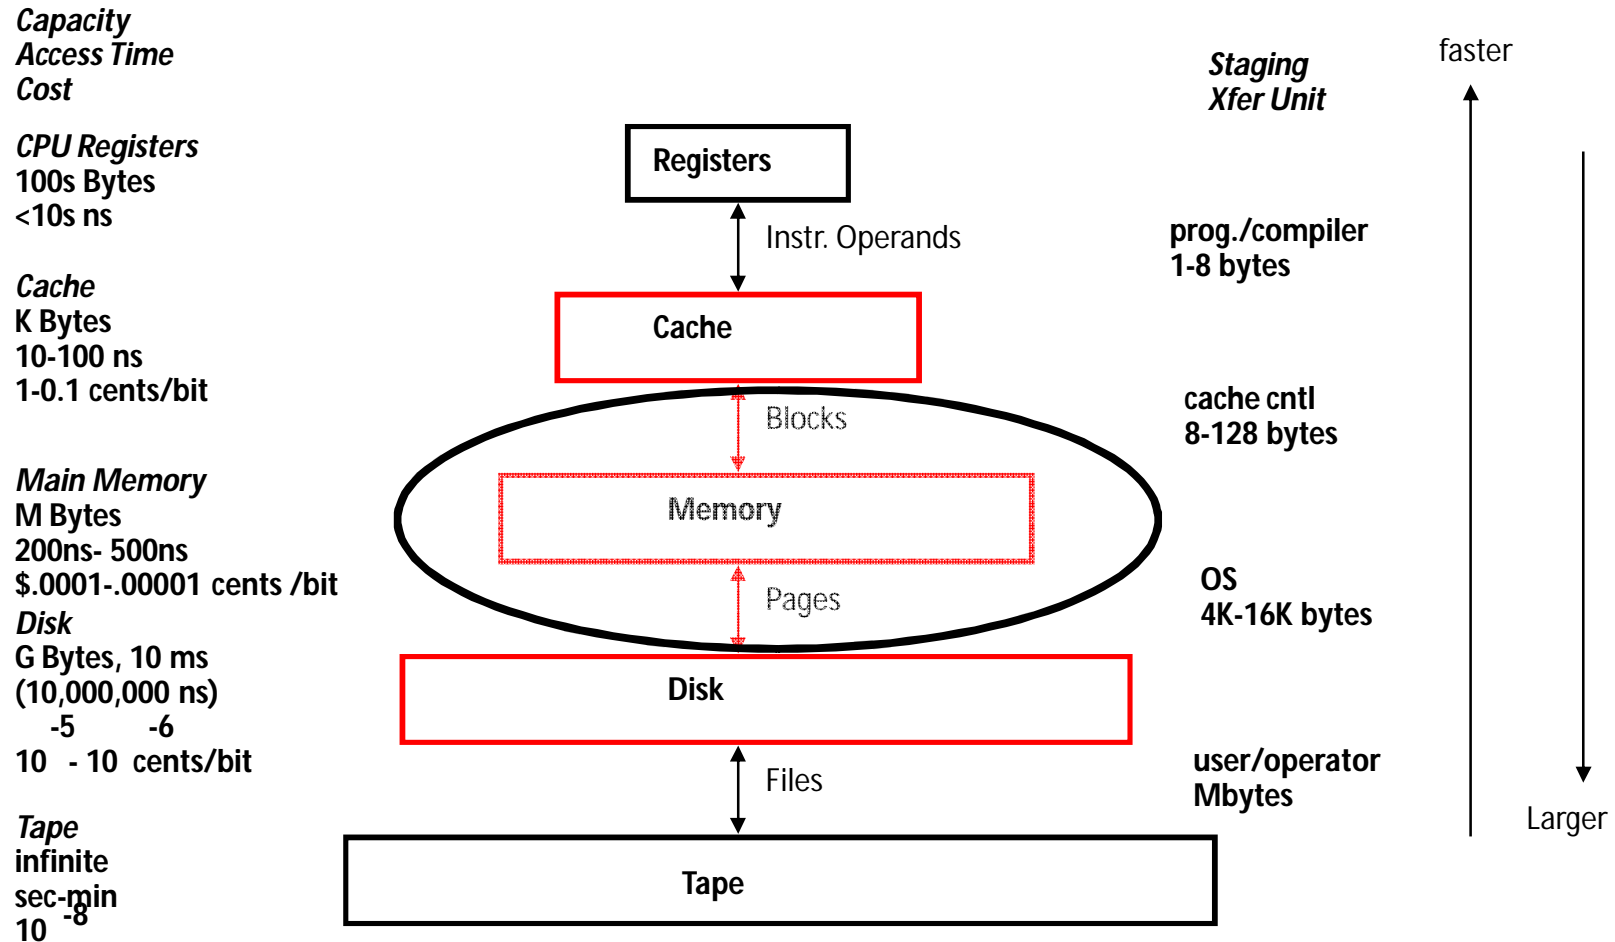 Capacity
Access Time
Cost
Staging
Xfer Unit
faster
CPU Registers
100s Bytes
<10s ns
Registers
Instr. Operands
prog./compiler
1-8 bytes
Cache
K Bytes
10-100 ns
1-0.1 cents/bit
Cache
Blocks
cache cntl
8-128 bytes
Main Memory
M Bytes
200ns- 500ns
$.0001-.00001 cents /bit
Memory
Pages
OS
4K-16K bytes
Disk
G Bytes, 10 ms
(10,000,000 ns)
-5 -6
10 - 10 cents/bit
Disk
Files
user/operator
Mbytes
Larger
Tape
infinite
sec-min
10 -8
Tape